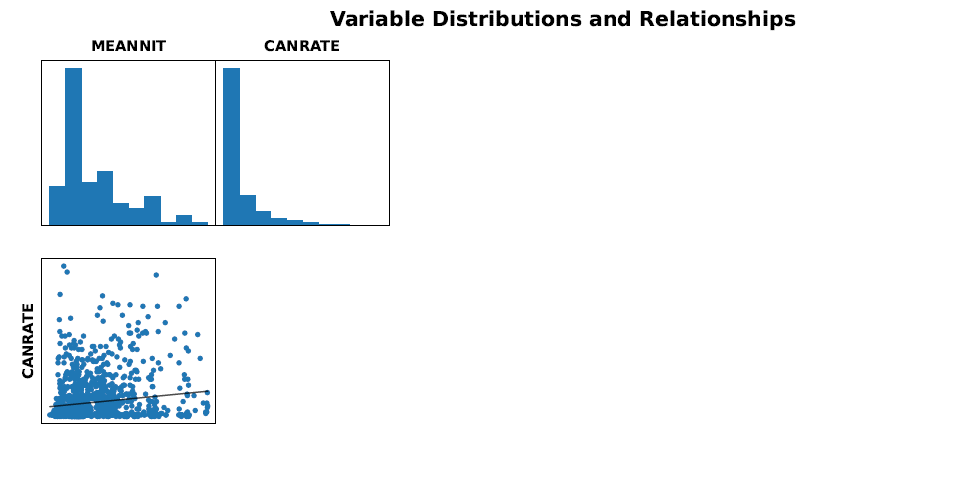 Variable Distributions and Relationships
MEANNIT
CANRATE
CANRATE